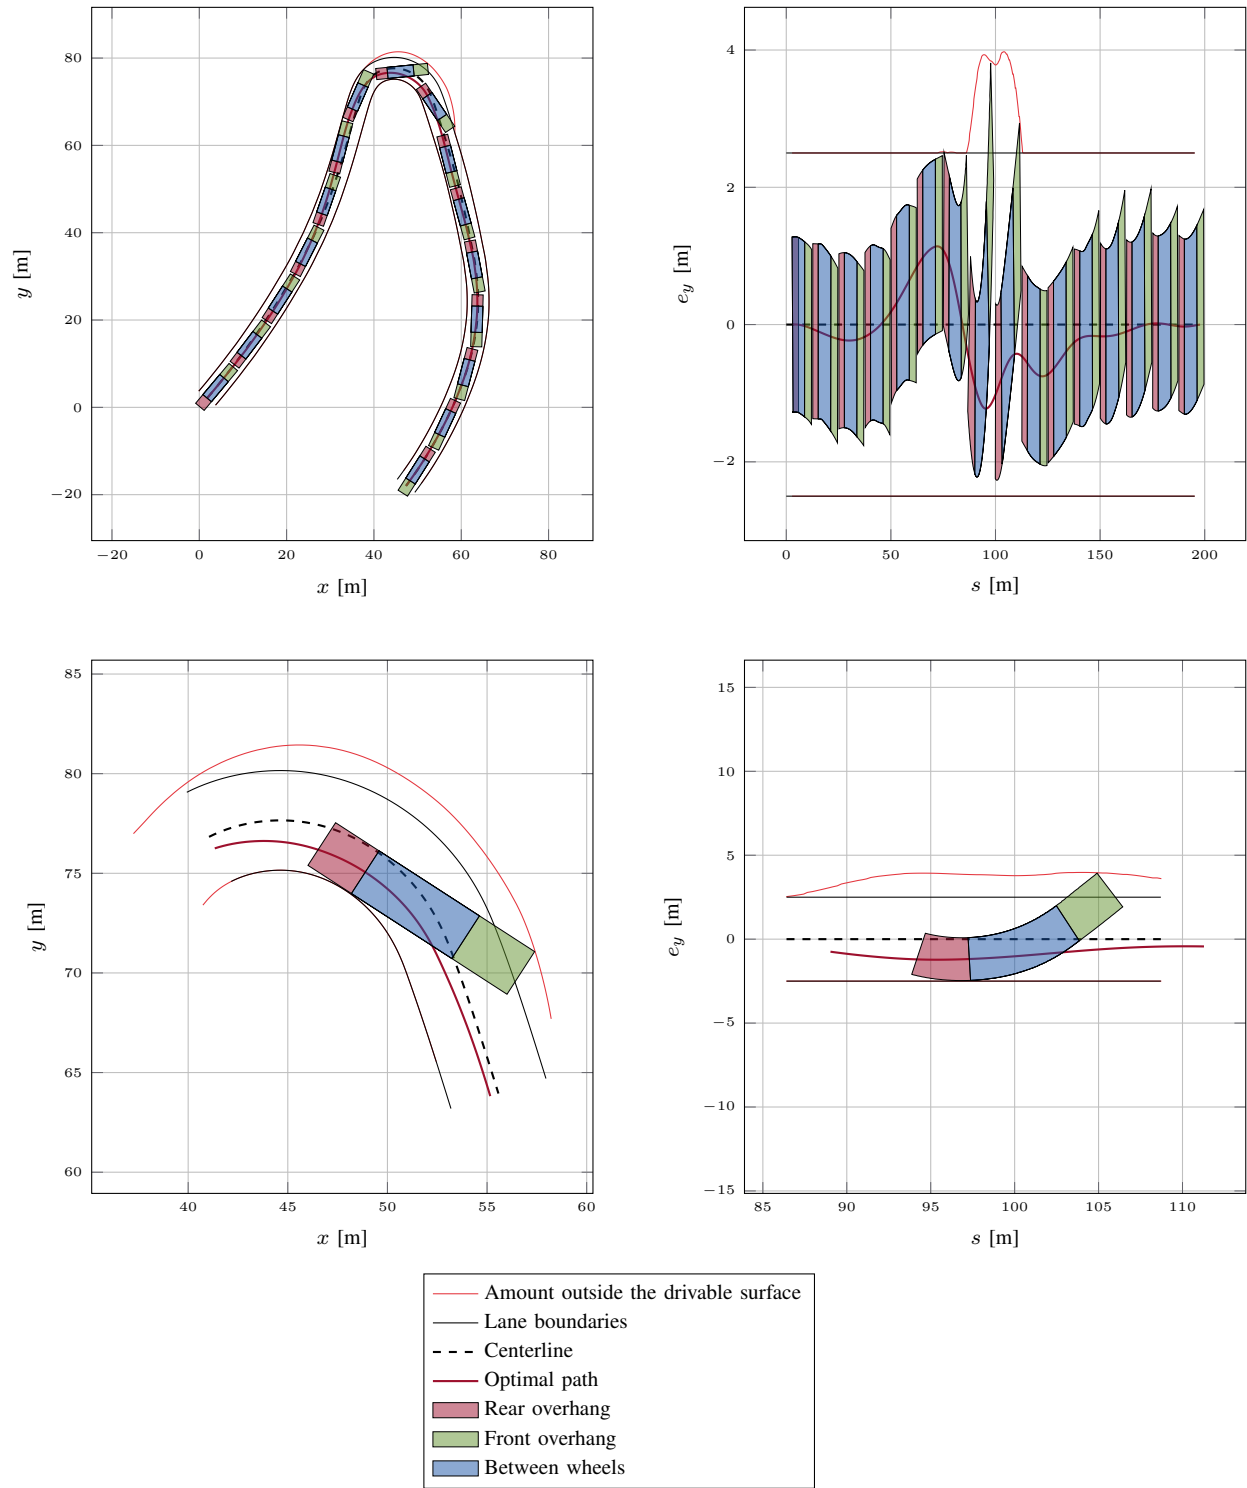 80
60
40
20
0
−20
y [m]
−20 0 20 40 60 80
x [m]
4
2
0
−2
e_y [m]
0 50 100 150 200
s [m]
85
80
75
70
65
60
y [m]
40 45 50 55 60
x [m]
15
10
5
0
−5
−10
−15
e_y [m]
85 90 95 100 105 110
s [m]
Amount outside the drivable surface
Lane boundaries
Centerline
Optimal path
Rear overhang
Front overhang
Between wheels